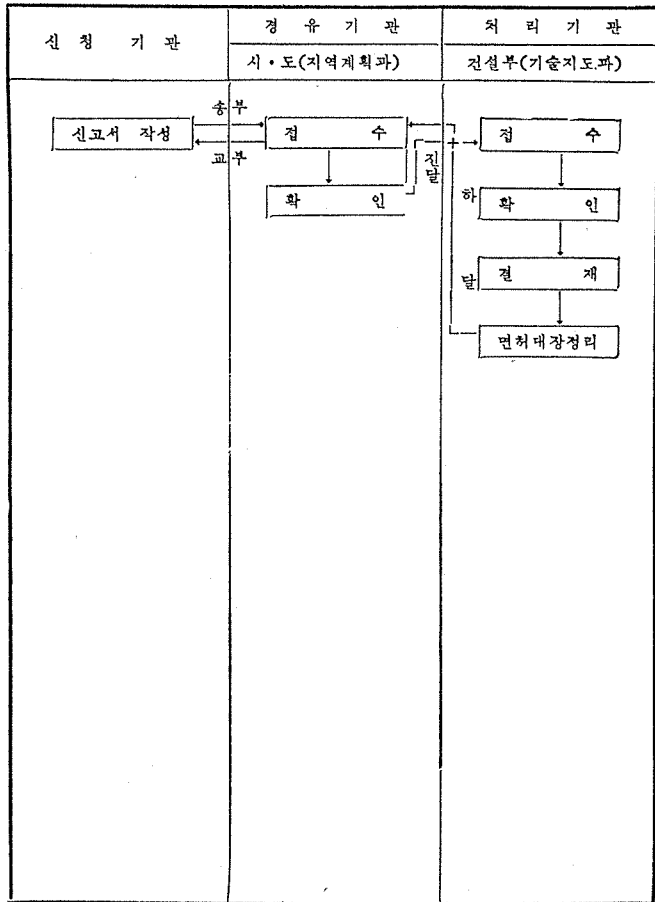 신 청 기 관
경 유 기 관
처 리 기 관
시·도(지역계획과)
건설부(기술지도과)
송부
신고서 작성
접 수
접 수
교부
진달
확 인
하달
확 인
결 재
면허대장정리